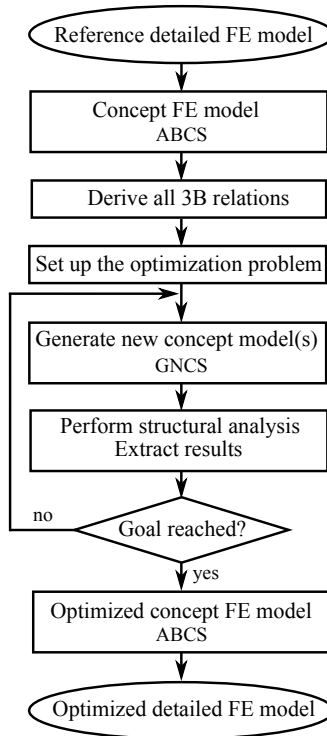 Reference detailed FE model
Concept FE model
ABCS
Derive all 3B relations
Set up the optimization problem
Generate new concept model(s)
GNCS
Perform structural analysis
Extract results
no
Goal reached?
yes
Optimized concept FE model
ABCS
Optimized detailed FE model